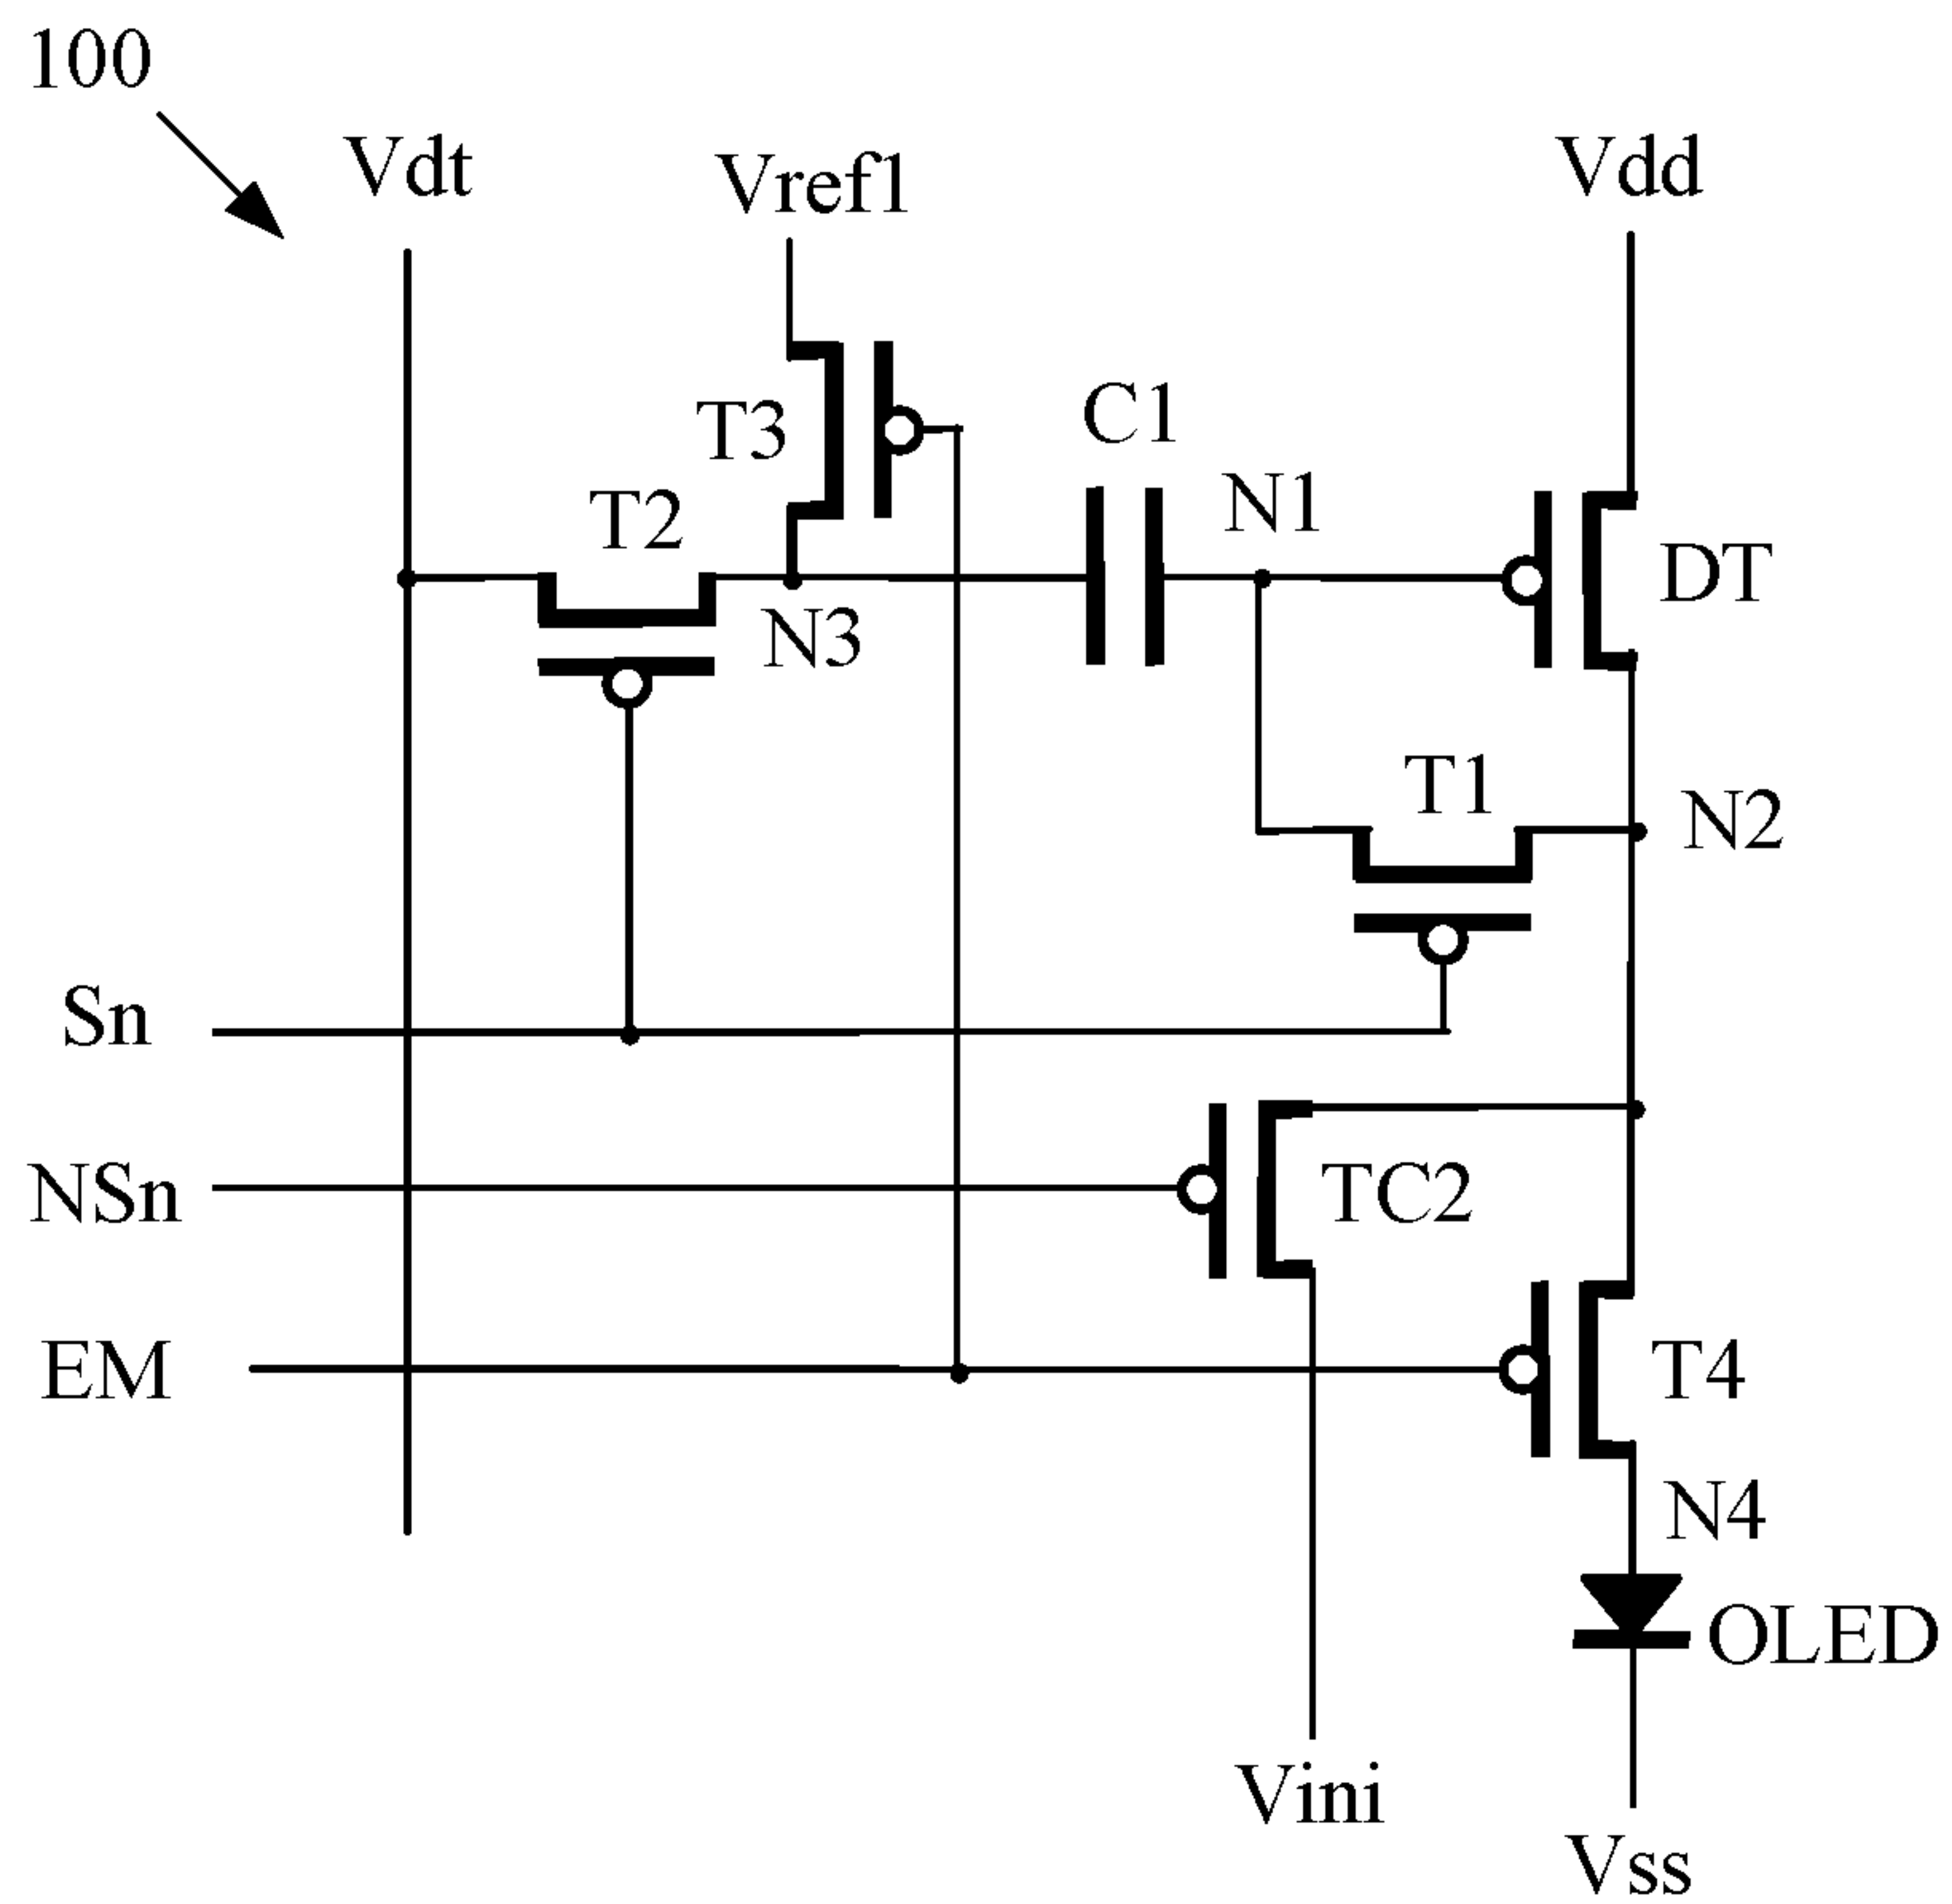 100
Vdt
Vref1
Vdd
T3
C1
N1
T2
DT
N3
T1
N2
Sn
NSn
TC2
EM
T4
N4
OLED
Vini
Vss